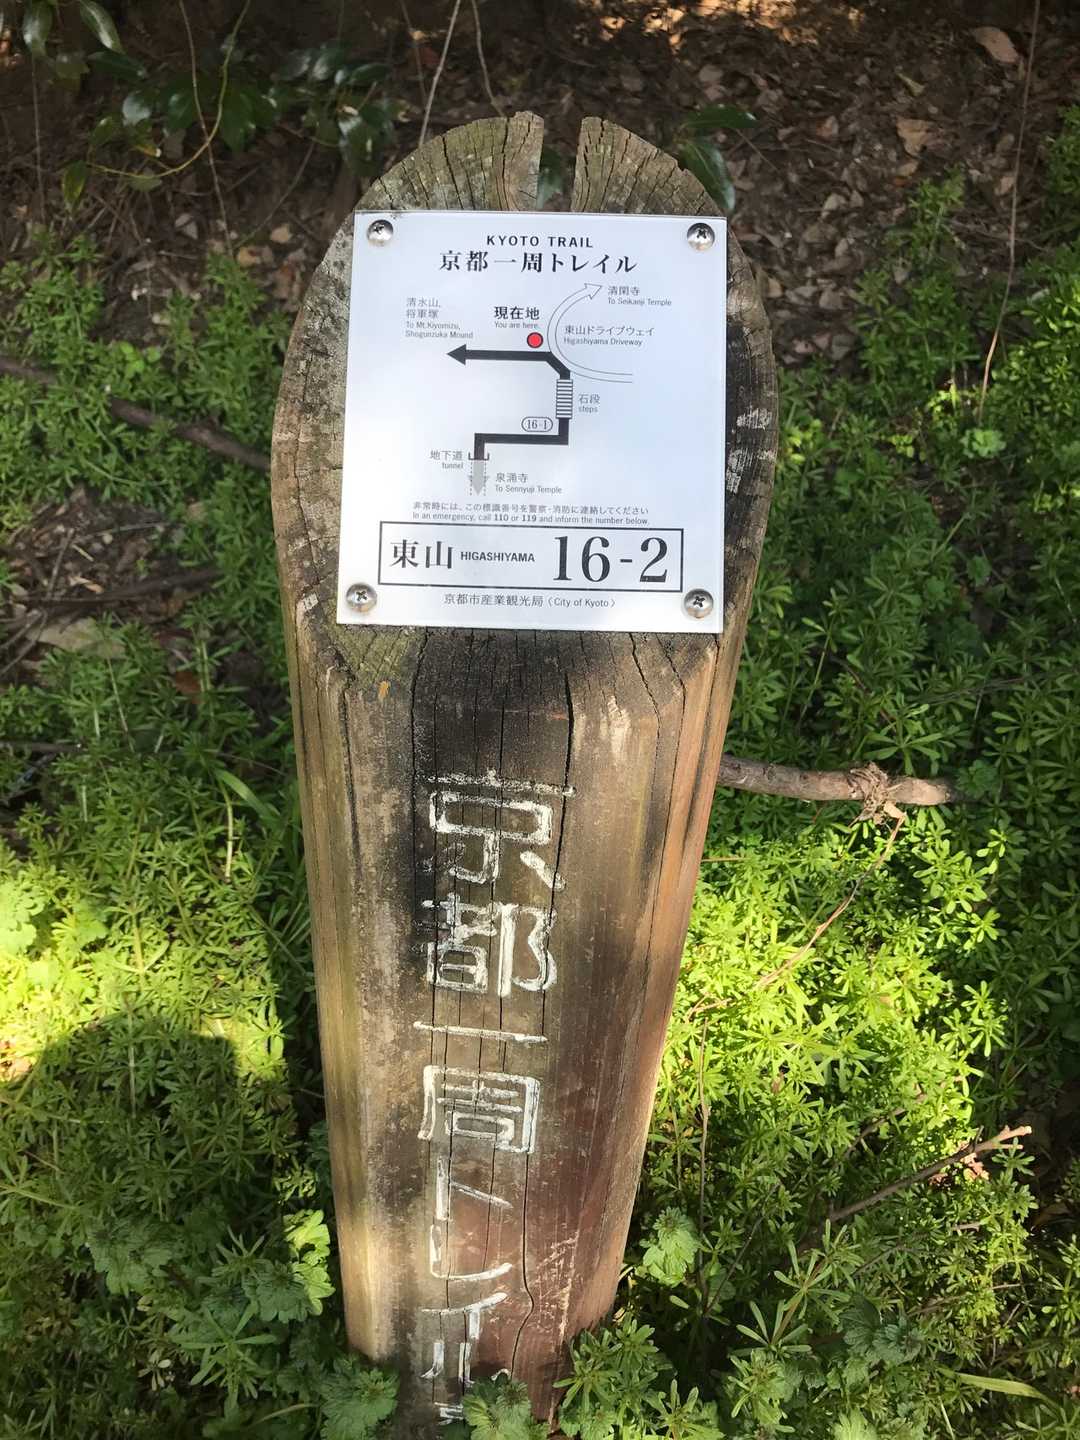 KYOTO TRAIL
京都一周トレイル
清閑寺
To Seikanji Temple
清水山、
将軍塚
To Mt.Kiyomizu,
Shogunzuka Mound
現在地
You are here.
東山ドライブウェイ
Higashiyama Driveway
石段
steps
16-1
地下道
tunnel
泉涌寺
To Sennyuji Temple
非常時には、この標識番号を警察・消防に連絡してください
In an emergency, call 110 or 119 and inform the number below.
東山 HIGASHIYAMA 16-2
京都市産業観光局（City of Kyoto）
京都一周トレイル